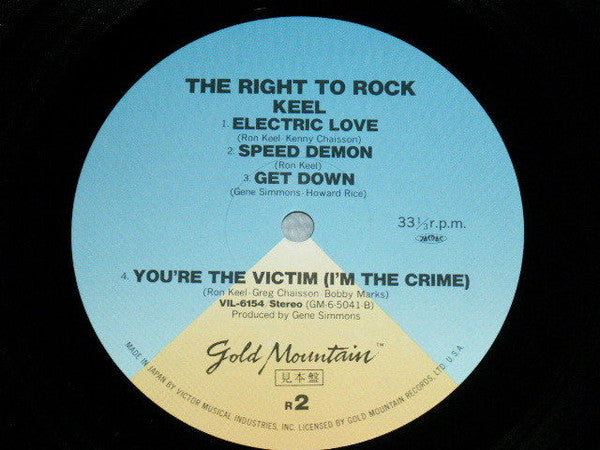 THE RIGHT TO ROCK
KEEL
1. ELECTRIC LOVE
(Ron Keel-Kenny Chaisson)
2. SPEED DEMON
(Ron Keel)
3. GET DOWN
(Gene Simmons-Howard Rice)
33⅓r.p.m.
4. YOU'RE THE VICTIM (I'M THE CRIME)
(Ron Keel-Greg Chaisson Bobby Marks)
VIL-6154 Stereo (GM-6-5041-B)
Produced by Gene Simmons
Gold Mountain™
見本盤
R2
MADE IN JAPAN BY VICTOR MUSICAL INDUSTRIES, INC. LICENSED BY GOLD MOUNTAIN RECORDS, LTD. U.S.A.